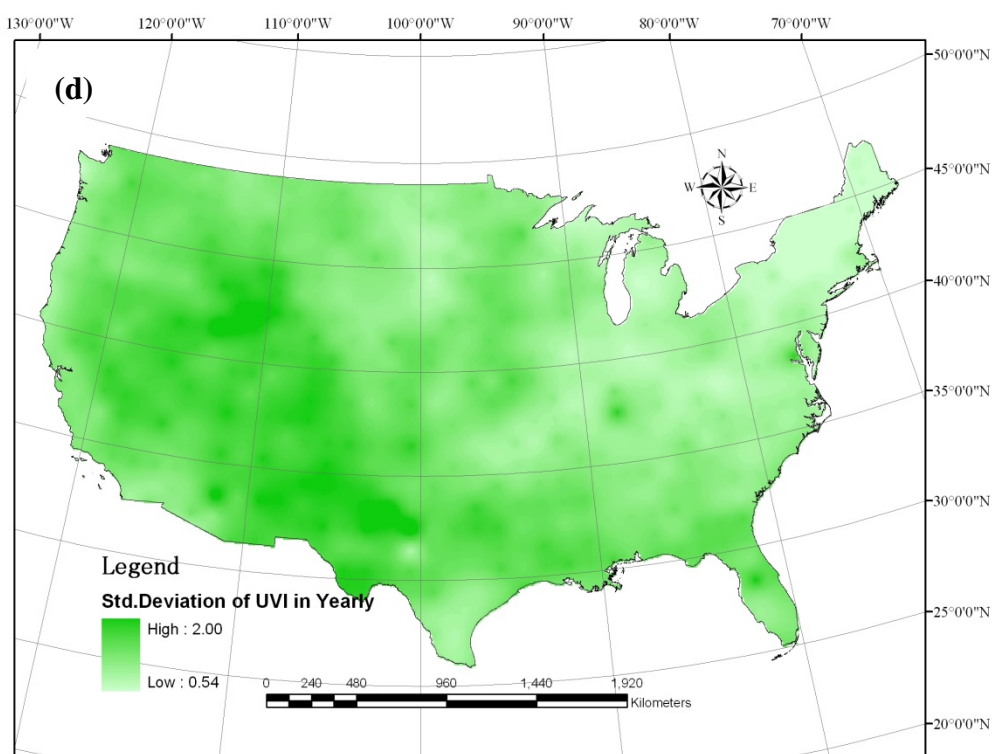 130°0'0"W 120°0'0"W 110°0'0"W 100°0'0"W 90°0'0"W 80°0'0"W 70°0'0"W
50°0'0"N
(d)
N
45°0'0"N
W E
S
40°0'0"N
35°0'0"N
30°0'0"N
Legend
Std.Deviation of UVI in Yearly
25°0'0"N
High : 2.00
Low : 0.54
0 240 480 960 1,440 1,920
Kilometers
20°0'0"N